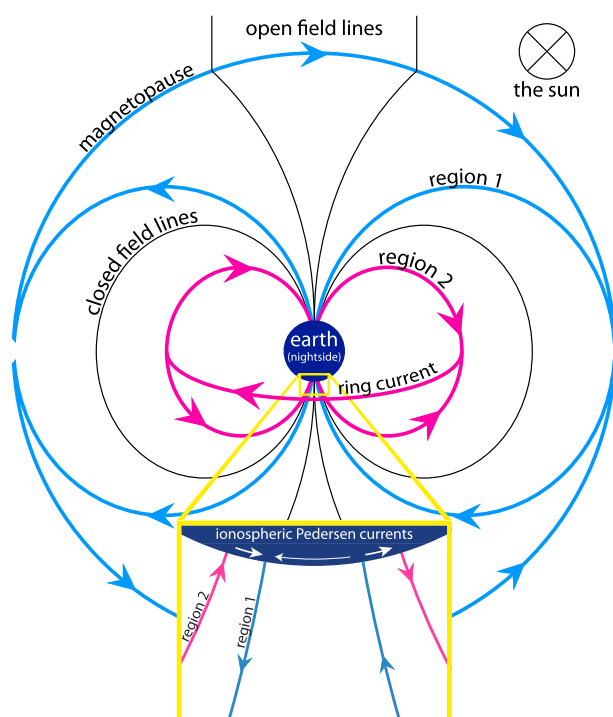 open field lines
the sun
magnetopause
region 1
closed field lines
region 2
earth
(nightside)
ring current
ionospheric Pedersen currents
region 2
region 1